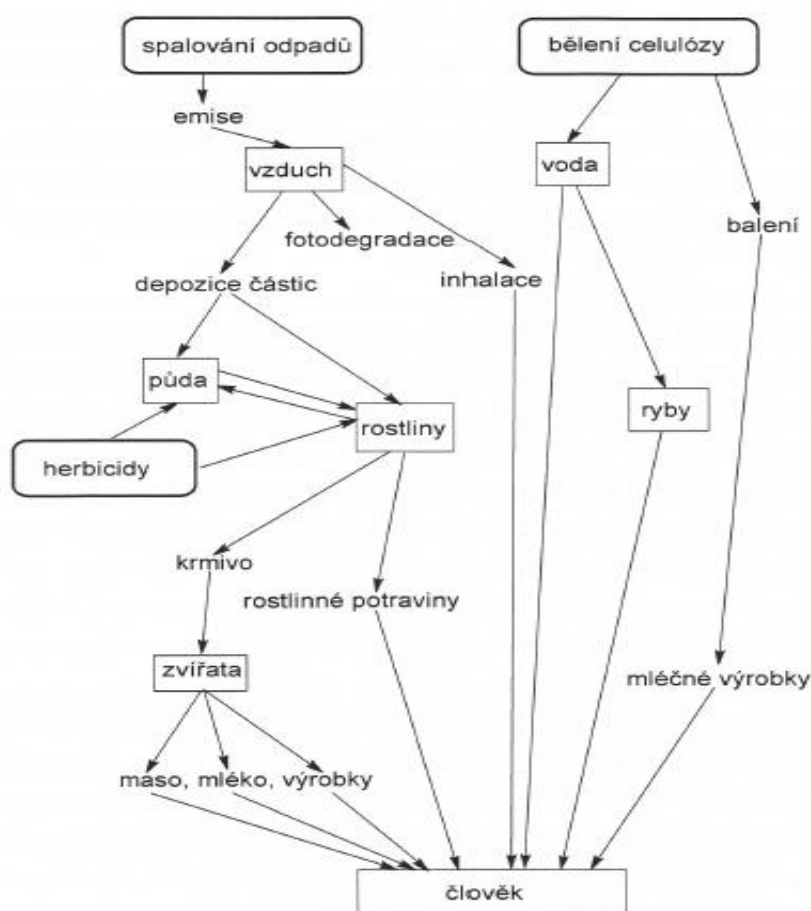 spalování odpadů
bělení celulózy
emise
vzduch
voda
fotodegradace
balení
depozice částic
inhalace
půda
rostliny
ryby
herbicidy
krmivo
rostlinné potraviny
zvířata
mléčné výrobky
maso, mléko, výrobky
člověk